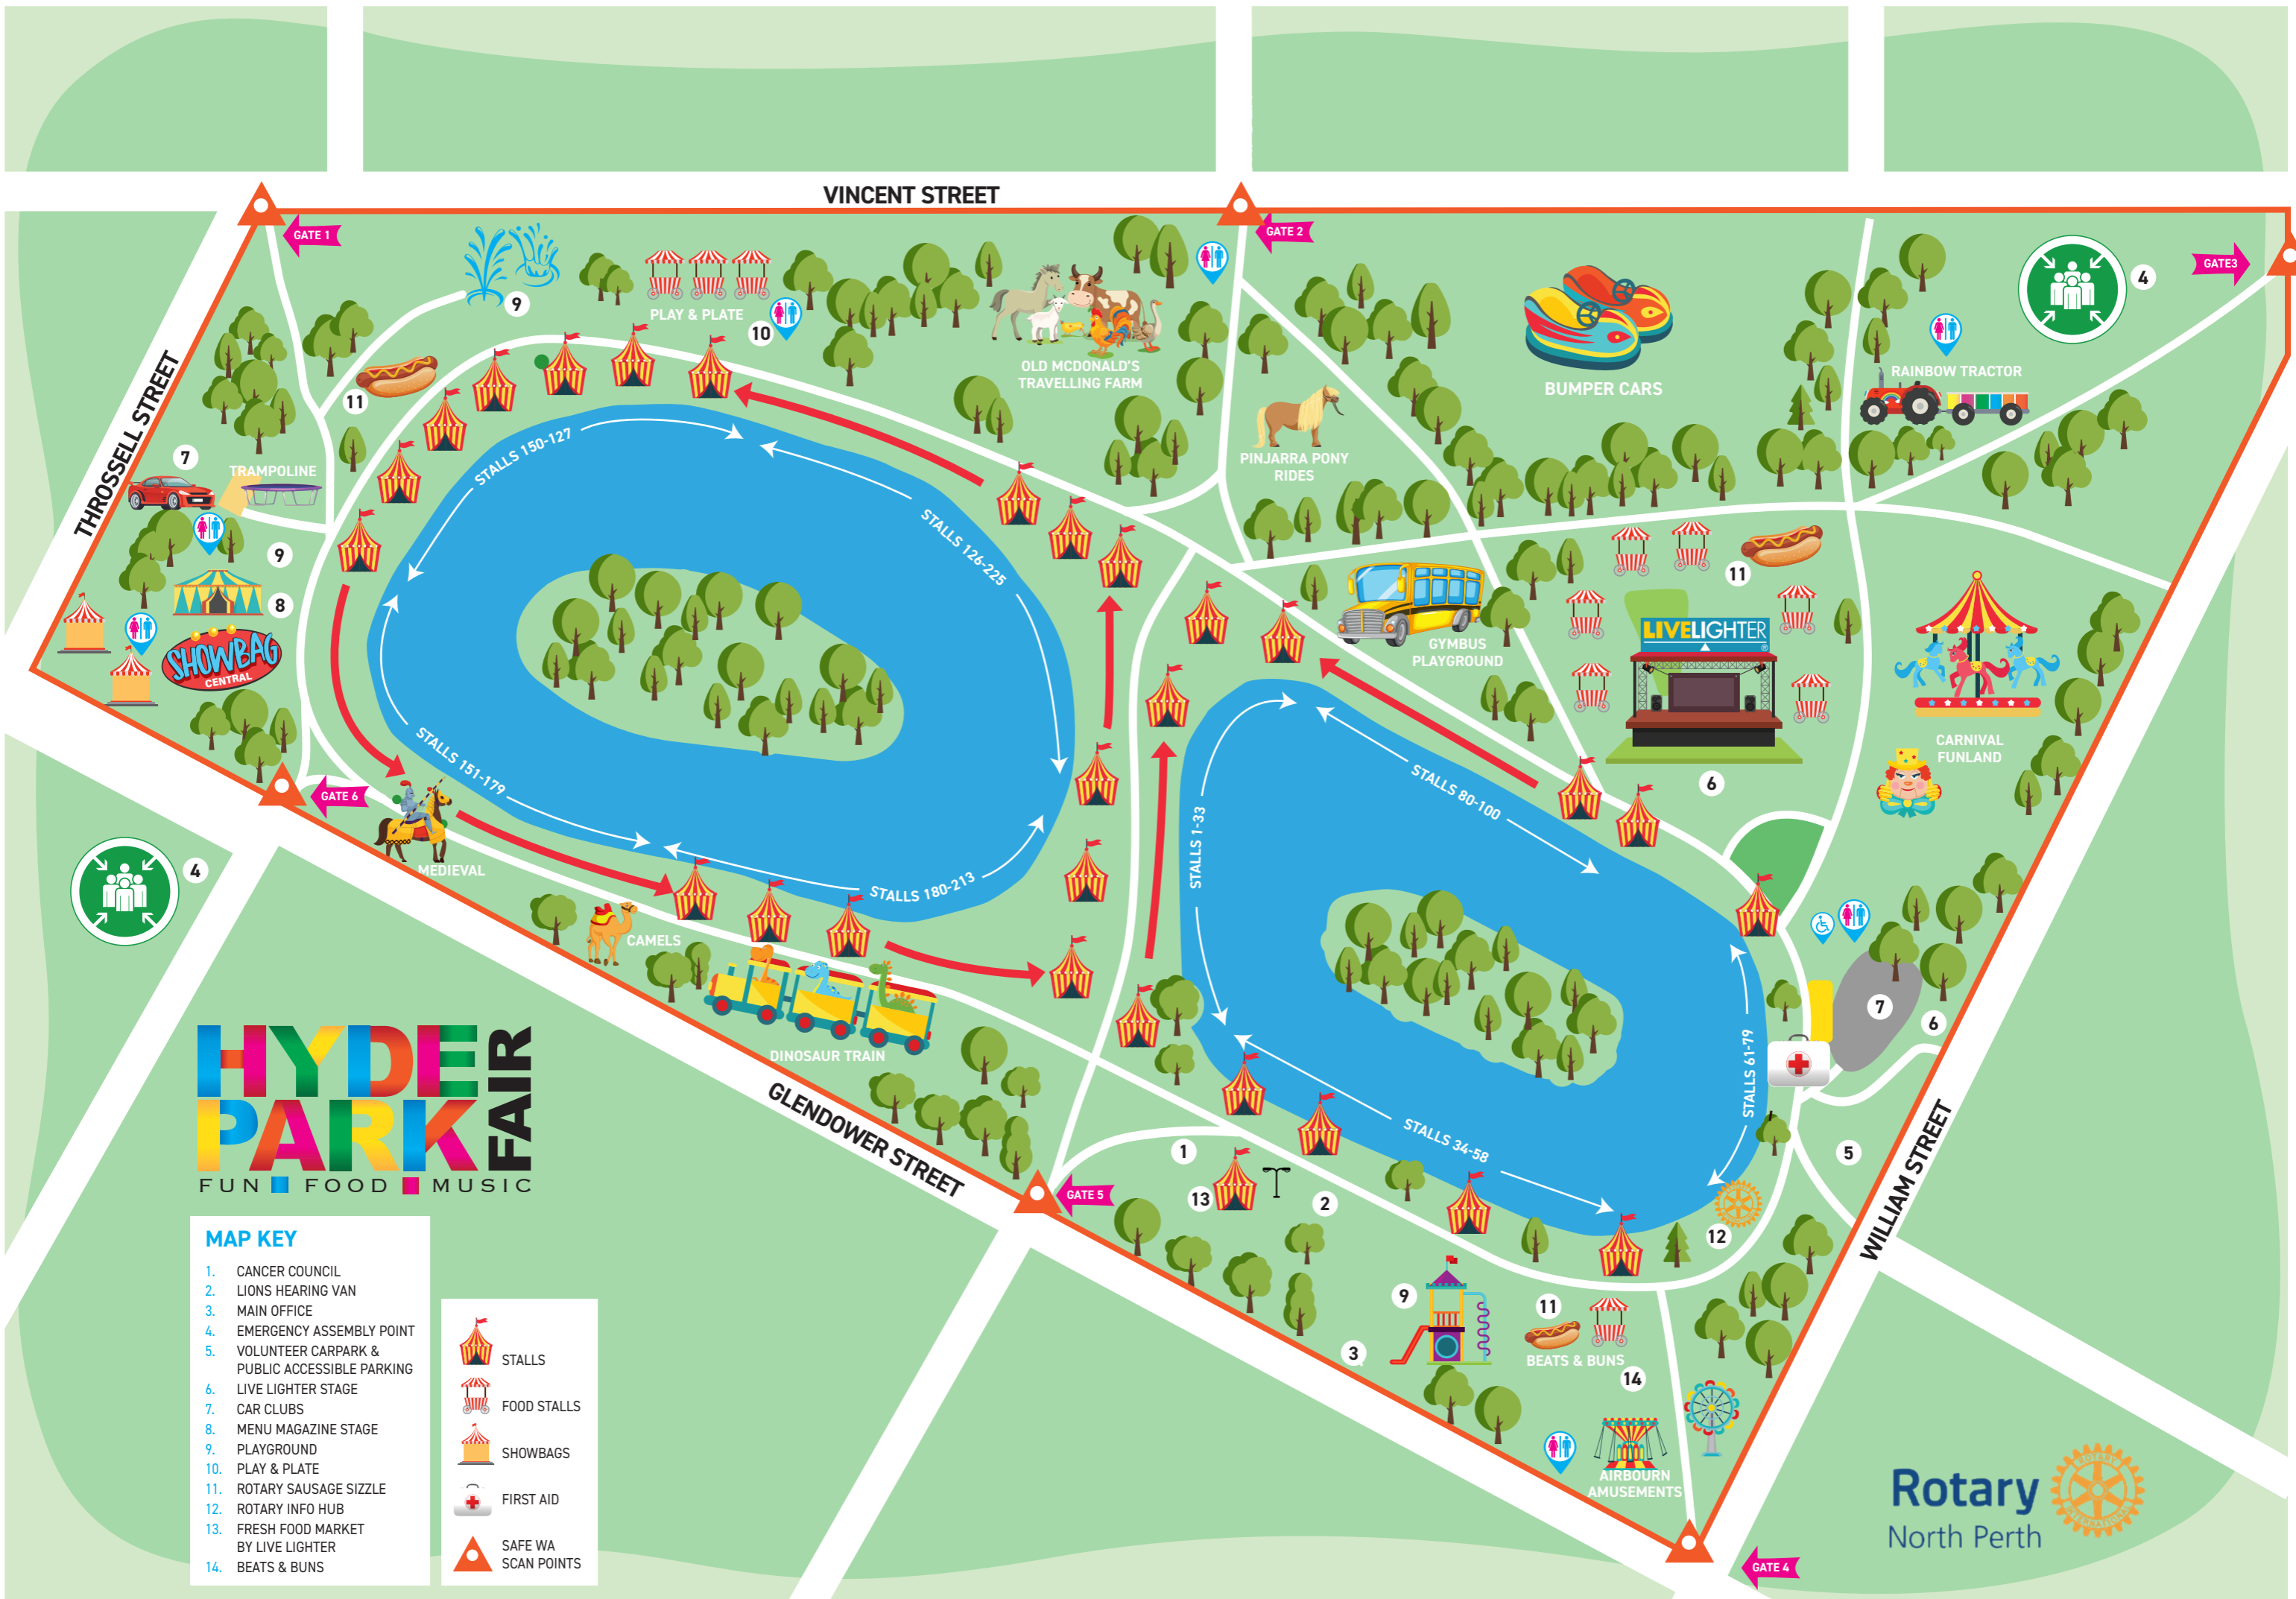 VINCENT STREET
GATE 1
GATE 2
GATE3
4
9
PLAY & PLATE
10
OLD MCDONALD'S
TRAVELLING FARM
BUMPER CARS
RAINBOW TRACTOR
11
THROSSELL STREET
7
TRAMPOLINE
STALLS 150-127
STALLS 126-225
PINJARRA PONY
RIDES
9
8
SHOWBAG
CENTRAL
11
GYMBUS
PLAYGROUND
LIVELIGHTER
®
CARNIVAL
FUNLAND
6
STALLS 151-179
STALLS 180-213
STALLS 1-33
STALLS 80-100
GATE 6
4
MEDIEVAL
CAMELS
DINOSAUR TRAIN
7
6
STALLS 61-79
STALLS 34-58
GLENDOWER STREET
1
13
2
5
12
WILLIAM STREET
GATE 5
9
11
3
BEATS & BUNS
14
AIRBOURN
AMUSEMENTS
GATE 4
HYDE
PARK
FAIR
FUN FOOD MUSIC
MAP KEY
1. CANCER COUNCIL
2. LIONS HEARING VAN
3. MAIN OFFICE
4. EMERGENCY ASSEMBLY POINT
5. VOLUNTEER CARPARK &
PUBLIC ACCESSIBLE PARKING
6. LIVE LIGHTER STAGE
7. CAR CLUBS
8. MENU MAGAZINE STAGE
9. PLAYGROUND
10. PLAY & PLATE
11. ROTARY SAUSAGE SIZZLE
12. ROTARY INFO HUB
13. FRESH FOOD MARKET
BY LIVE LIGHTER
14. BEATS & BUNS
STALLS
FOOD STALLS
SHOWBAGS
FIRST AID
SAFE WA
SCAN POINTS
Rotary
North Perth
ROTARY
INTERNATIONAL